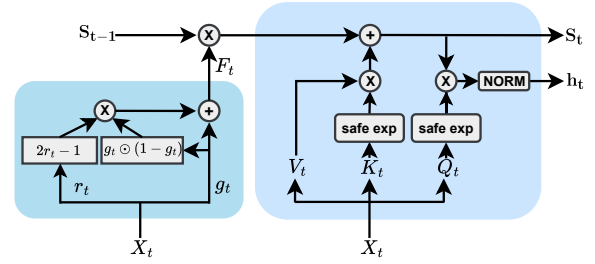 S_{t-1} X + S_t
F_t
X + X X NORM h_t
2r_t - 1 g_t ⊙ (1 - g_t) safe exp safe exp
r_t g_t V_t K_t Q_t
X_t X_t